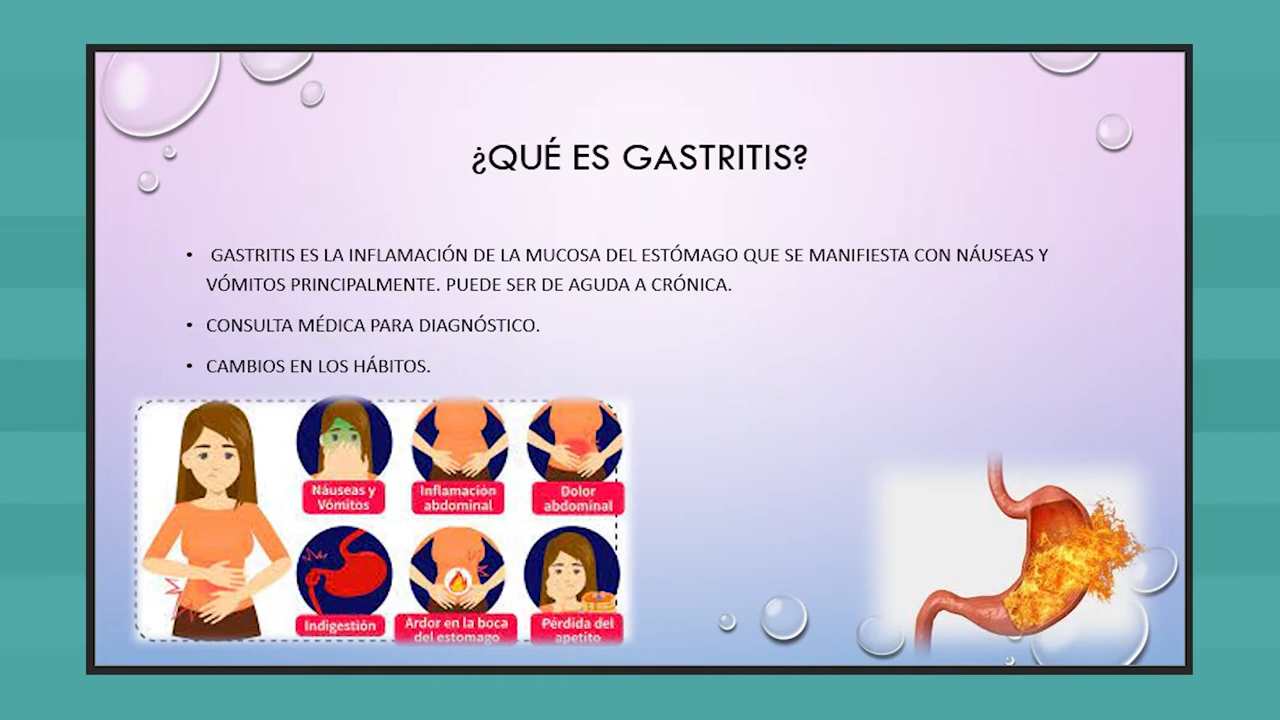 ¿QUÉ ES GASTRITIS?
• GASTRITIS ES LA INFLAMACIÓN DE LA MUCOSA DEL ESTÓMAGO QUE SE MANIFIESTA CON NÁUSEAS Y
VÓMITOS PRINCIPALMENTE. PUEDE SER DE AGUDA A CRÓNICA.
• CONSULTA MÉDICA PARA DIAGNÓSTICO.
• CAMBIOS EN LOS HÁBITOS.
Náuseas y
Vómitos
Inflamación
abdominal
Dolor
abdominal
Indigestión
Ardor en la boca
del estomago
Pérdida del
apetito